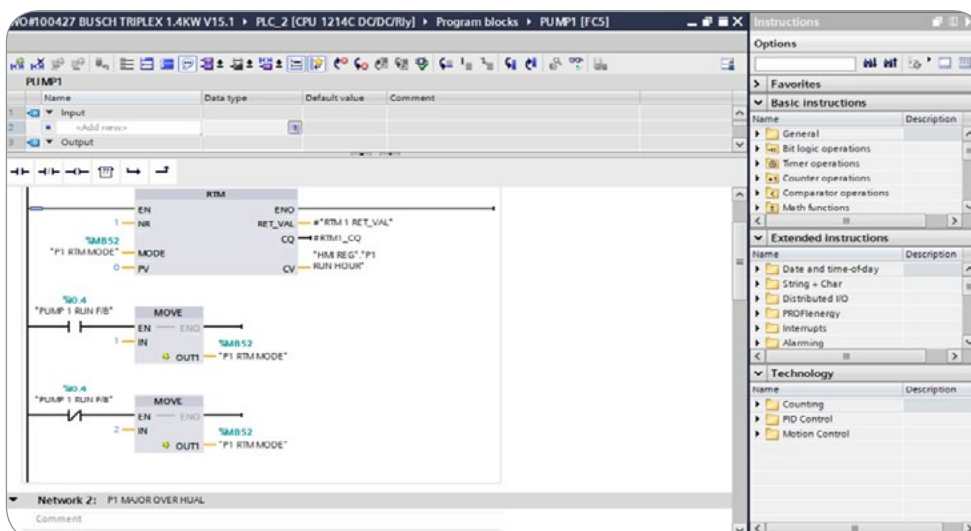 WO#100427 BUSCH TRIPLEX 1.4KW V15.1 ▸ PLC_2 [CPU 1214C DC/DC/Rly] ▸ Program blocks ▸ PUMP1 [FC5]
PUMP1
Name Data type Default value Comment
1 Input
2 <Add new>
3 Output
RTM
EN ENO
1 NR RET_VAL #"RTM 1 RET_VAL"
CQ #RTM1_CQ
%MB52
"P1 RTM MODE" MODE
"HMI REG"."P1
RUN HOUR"
0 PV CV
%I0.4
"PUMP 1 RUN F/B"
MOVE
EN ENO
1 IN
%MB52
OUT1 "P1 RTM MODE"
%I0.4
"PUMP 1 RUN F/B"
MOVE
EN ENO
2 IN
%MB52
OUT1 "P1 RTM MODE"
Network 2: P1 MAJOR OVER HUAL
Comment
Instructions
Options
Favorites
Basic instructions
Name Description
General
Bit logic operations
Timer operations
Counter operations
Comparator operations
Math functions
Extended instructions
Name Description
Date and time-of-day
String + Char
Distributed I/O
PROFIenergy
Interrupts
Alarming
Technology
Name Description
Counting
PID Control
Motion Control